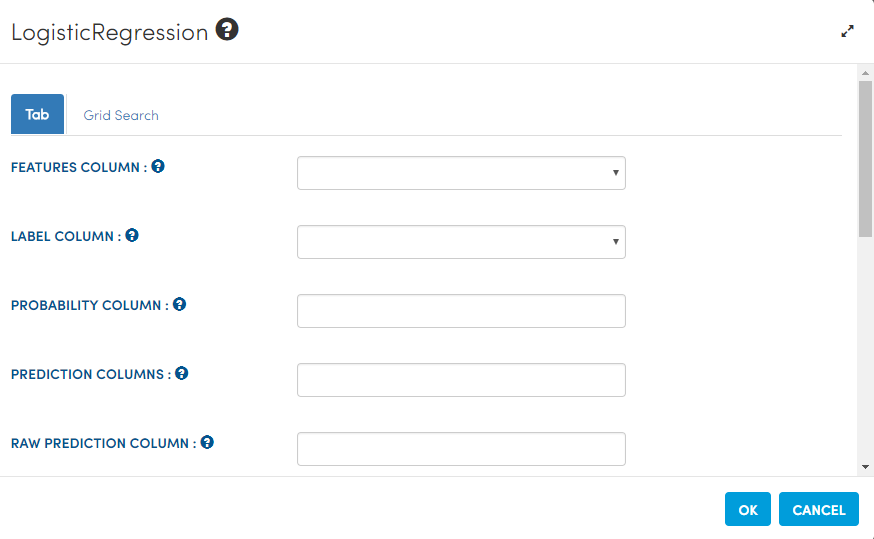 LogisticRegression ?
Tab Grid Search
FEATURES COLUMN : ?
LABEL COLUMN : ?
PROBABILITY COLUMN : ?
PREDICTION COLUMNS : ?
RAW PREDICTION COLUMN : ?
OK CANCEL